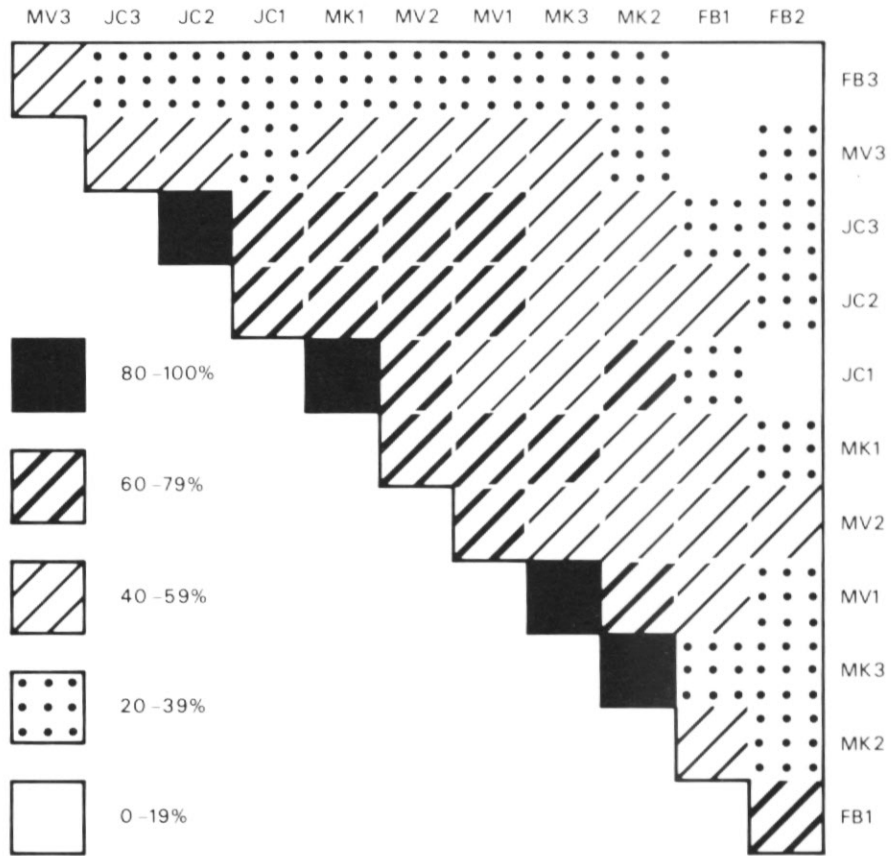 MV3 JC3 JC2 JC1 MK1 MV2 MV1 MK3 MK2 FB1 FB2
FB3
MV3
JC3
JC2
80–100% JC1
MK1
60–79%
MV2
40–59% MV1
MK3
20–39%
MK2
0–19% FB1